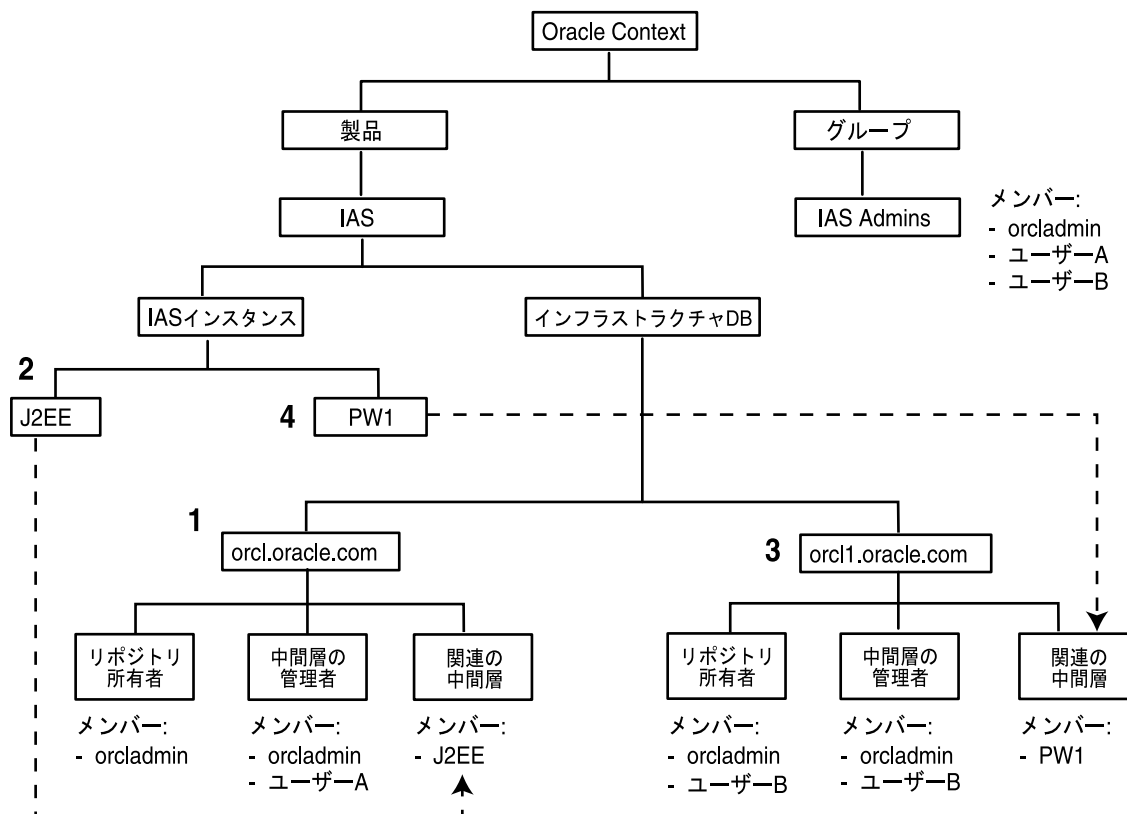 Oracle Context
製品
グループ
IAS
IAS Admins
メンバー:
- orcladmin
- ユーザーA
- ユーザーB
IASインスタンス
インフラストラクチャDB
2
J2EE
4
PW1
1
orcl.oracle.com
3
orcl1.oracle.com
リポジトリ
所有者
中間層の
管理者
関連の
中間層
リポジトリ
所有者
中間層の
管理者
関連の
中間層
メンバー:
- orcladmin
メンバー:
- orcladmin
- ユーザーA
メンバー:
- J2EE
メンバー:
- orcladmin
- ユーザーB
メンバー:
- orcladmin
- ユーザーB
メンバー:
- PW1